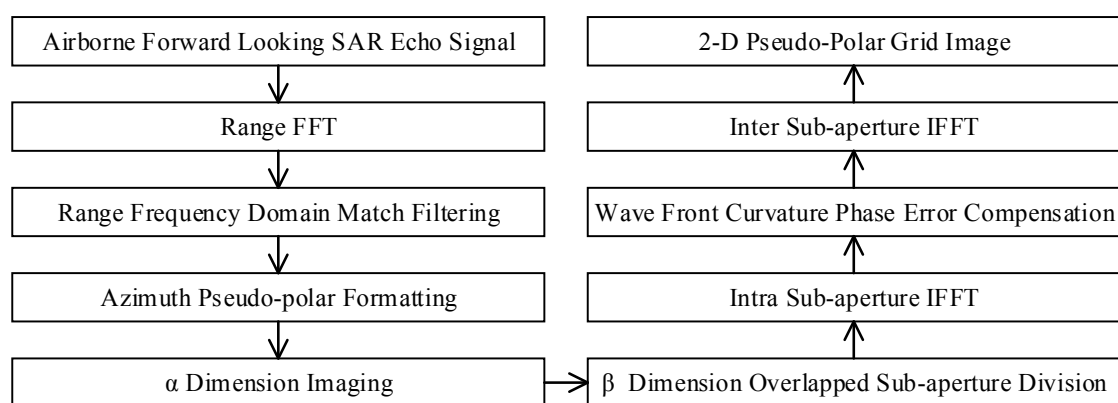 Airborne Forward Looking SAR Echo Signal
Range FFT
Range Frequency Domain Match Filtering
Azimuth Pseudo-polar Formatting
α Dimension Imaging
β Dimension Overlapped Sub-aperture Division
Intra Sub-aperture IFFT
Wave Front Curvature Phase Error Compensation
Inter Sub-aperture IFFT
2-D Pseudo-Polar Grid Image